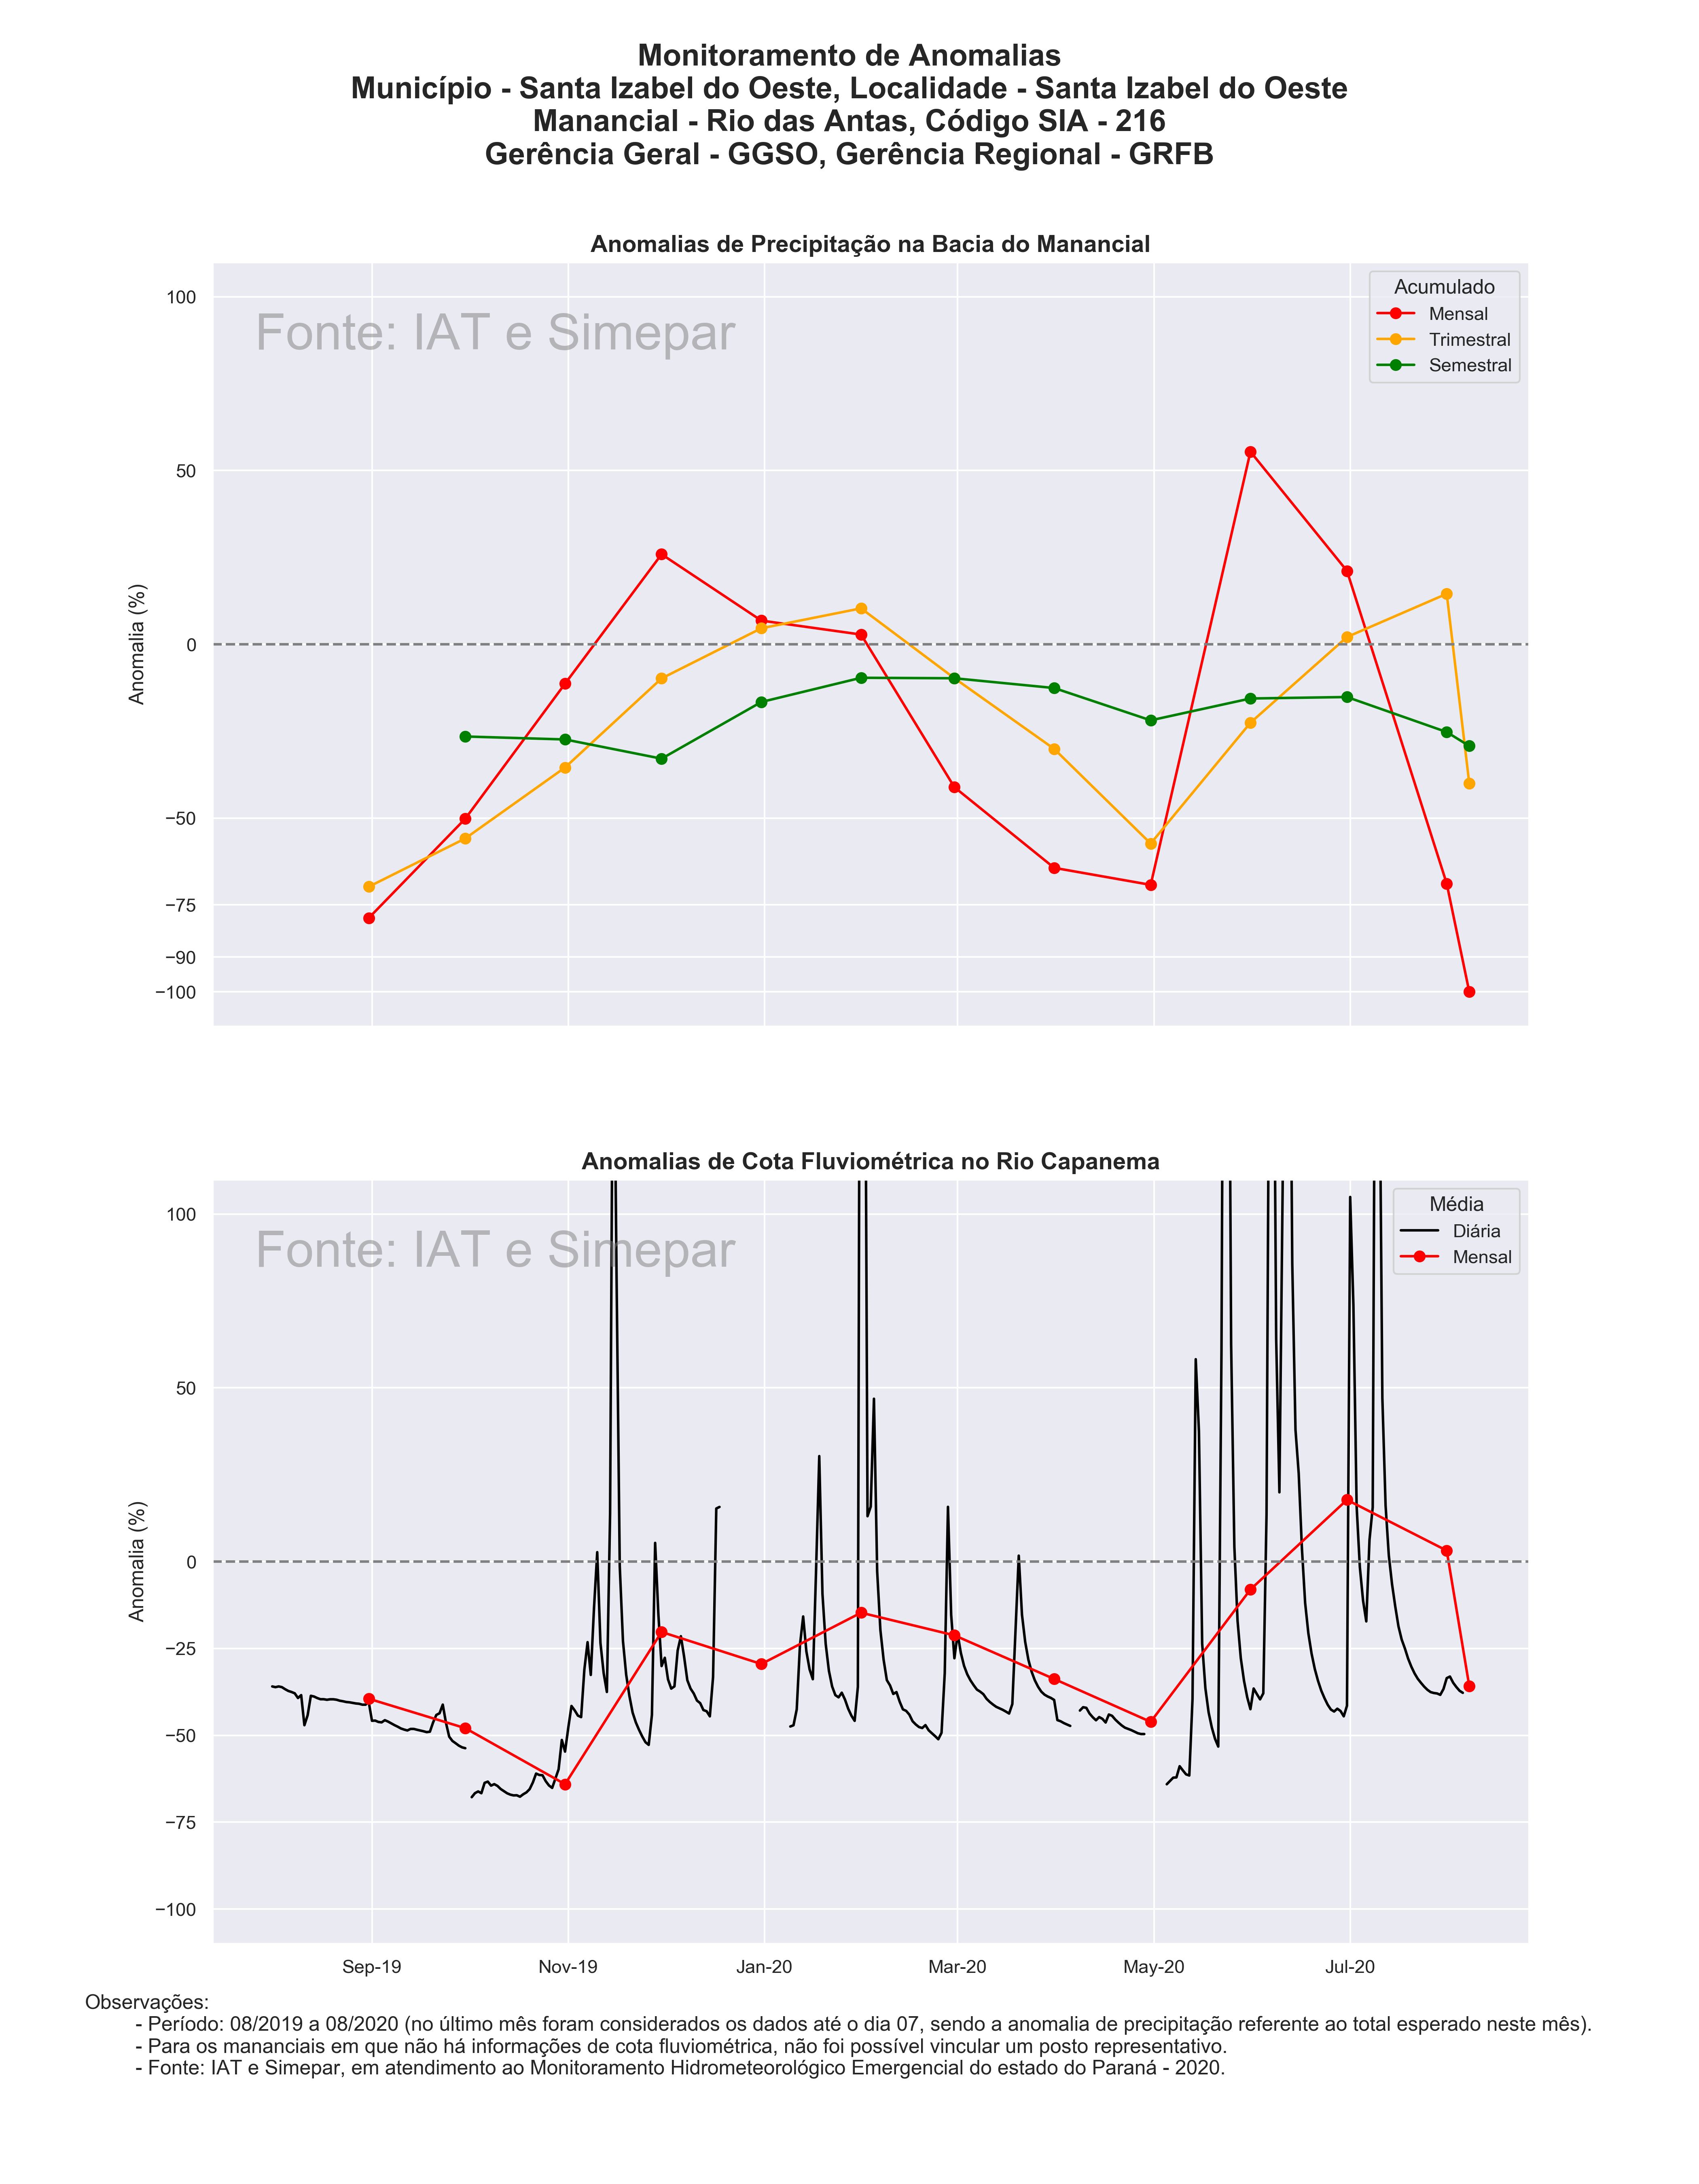 Monitoramento de Anomalias
Município - Santa Izabel do Oeste, Localidade - Santa Izabel do Oeste
Manancial - Rio das Antas, Código SIA - 216
Gerência Geral - GGSO, Gerência Regional - GRFB
Anomalias de Precipitação na Bacia do Manancial
Fonte: IAT e Simepar
Acumulado
Mensal
Trimestral
Semestral
Anomalia (%)
100
50
0
−50
−75
−90
−100
Anomalias de Cota Fluviométrica no Rio Capanema
Fonte: IAT e Simepar
Média
Diária
Mensal
Anomalia (%)
100
50
0
−25
−50
−75
−100
Sep-19 Nov-19 Jan-20 Mar-20 May-20 Jul-20
Observações:
- Período: 08/2019 a 08/2020 (no último mês foram considerados os dados até o dia 07, sendo a anomalia de precipitação referente ao total esperado neste mês).
- Para os mananciais em que não há informações de cota fluviométrica, não foi possível vincular um posto representativo.
- Fonte: IAT e Simepar, em atendimento ao Monitoramento Hidrometeorológico Emergencial do estado do Paraná - 2020.